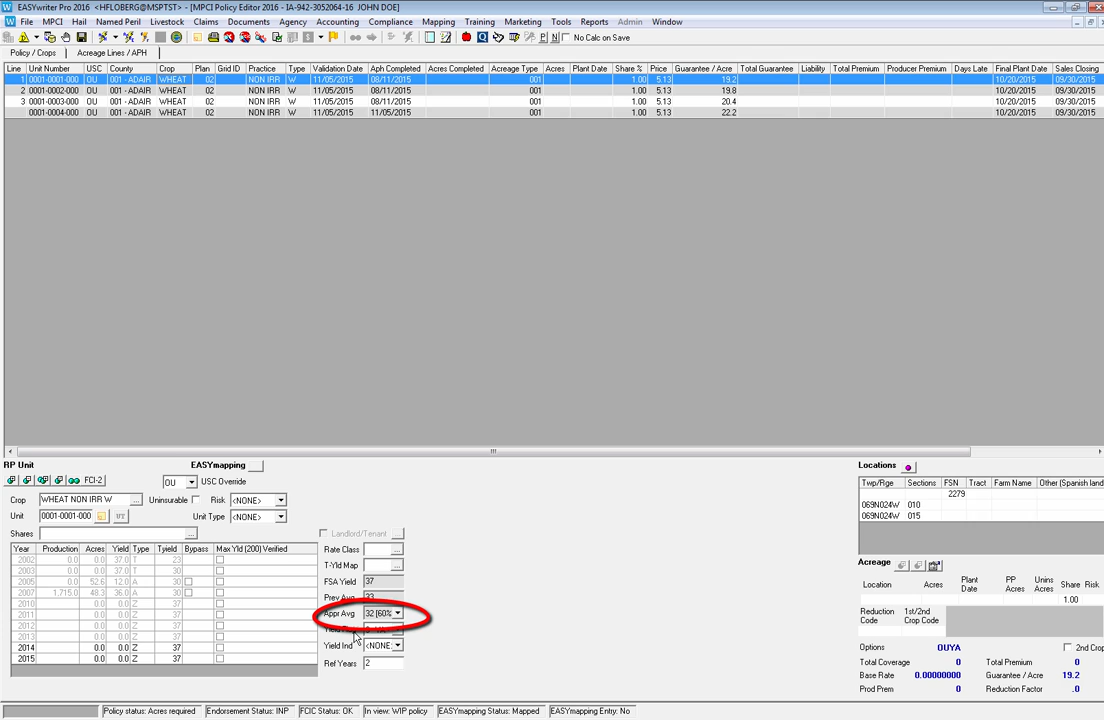 EASYwriter Pro 2016 <HFLOBERG@MSPTST> - [MPCI Policy Editor 2016 - IA-942-3052064-16 JOHN DOE]
File MPCI Hail Named Peril Livestock Claims Documents Agency Accounting Compliance Mapping Training Marketing Tools Reports Admin Window
No Calc on Save
Policy / Crops Acreage Lines / APH
Line Unit Number USC County Crop Plan Grid ID Practice Type Validation Date Aph Completed Acres Completed Acreage Type Acres Plant Date Share % Price Guarantee / Acre Total Guarantee Liability Total Premium Producer Premium Days Late Final Plant Date Sales Closing
1 0001-0001-000 OU 001 - ADAIR WHEAT 02 NON IRR W 11/05/2015 08/11/2015 001 1.00 5.13 19.2 10/20/2015 09/30/2015
2 0001-0002-000 OU 001 - ADAIR WHEAT 02 NON IRR W 11/05/2015 08/11/2015 001 1.00 5.13 19.8 10/20/2015 09/30/2015
3 0001-0003-000 OU 001 - ADAIR WHEAT 02 NON IRR W 11/05/2015 08/11/2015 001 1.00 5.13 20.4 10/20/2015 09/30/2015
0001-0004-000 OU 001 - ADAIR WHEAT 02 NON IRR W 11/05/2015 11/05/2015 001 1.00 5.13 22.2 10/20/2015 09/30/2015
RP Unit EASYmapping
FCI-2 OU USC Override
Crop WHEAT NON IRR W ... Uninsurable Risk <NONE>
Unit 0001-0001-000 UT Unit Type <NONE>
Shares ... Landlord/Tenant ...
Year Production Acres Yield Type Tyield Bypass Max Yld (200) Verified
2002 0.0 0.0 37.0 T 23
2003 0.0 0.0 37.0 T 30
2005 0.0 52.6 12.0 A 30
2007 1,715.0 48.3 36.0 A 30
2010 0.0 0.0 Z 37
2011 0.0 0.0 Z 37
2012 0.0 0.0 Z 37
2013 0.0 0.0 Z 37
2014 0.0 0.0 Z 37
2015 0.0 0.0 Z 37
Rate Class ...
T-Yld Map ...
FSA Yield 37
Prev Avg 33
Appr Avg 32 (60%
Yield
Yield Ind <NONE:
Ref Years 2
Locations
Twp/Rge Sections FSN Tract Farm Name Other (Spanish land
2279
069N024W 010
069N024W 015
Acreage
Location Acres Plant Date PP Acres Unins Acres Share Risk
1.00
Reduction Code 1st/2nd Crop Code
Options OUYA 2nd Crop
Total Coverage 0 Total Premium 0
Base Rate 0.00000000 Guarantee / Acre 19.2
Prod Prem 0 Reduction Factor .0
Policy status: Acres required Endorsement Status: INP FCIC Status: OK In view: WIP policy EASYmapping Status: Mapped EASYmapping Entry: No